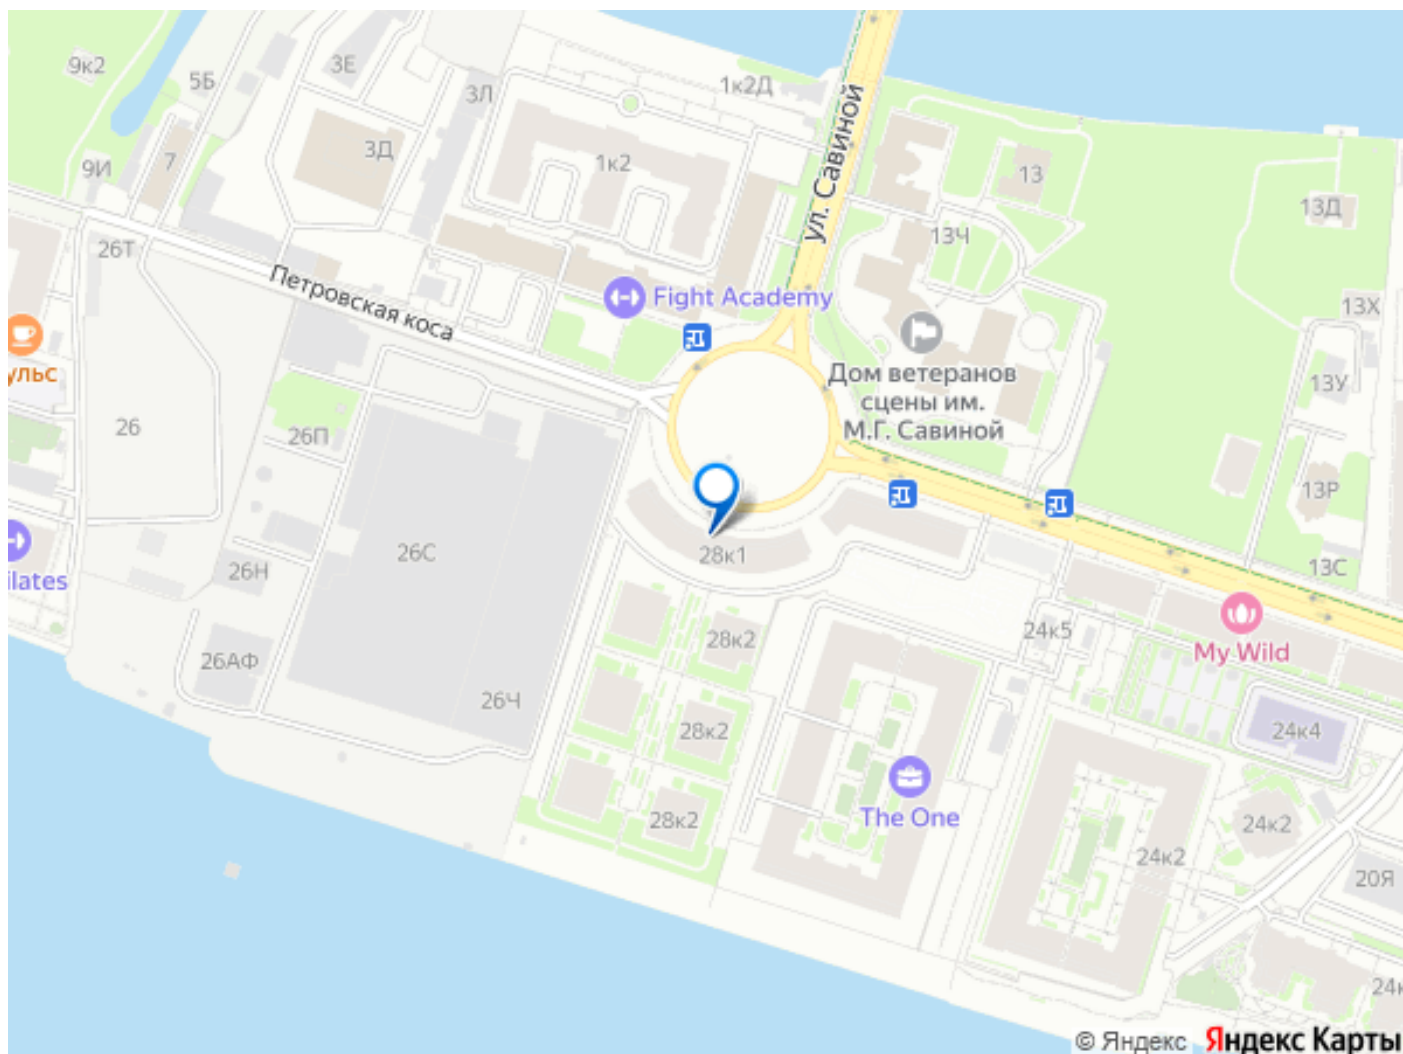 9к2
5Б
3Е
3Л
1к2Д
ул. Савиной
3Д
1к2
7
9И
13
13Д
13Ч
26Т
Петровская коса
Fight Academy
13Х
ульс
Дом ветеранов
сцены им.
М.Г. Савиной
13У
26
26П
13Р
26С
28к1
26Н
ilates
13С
28к2
24к5
My Wild
26АФ
26Ч
28к2
24к4
The One
28к2
24к2
24к2
20Я
24к
© Яндекс Яндекс Карты